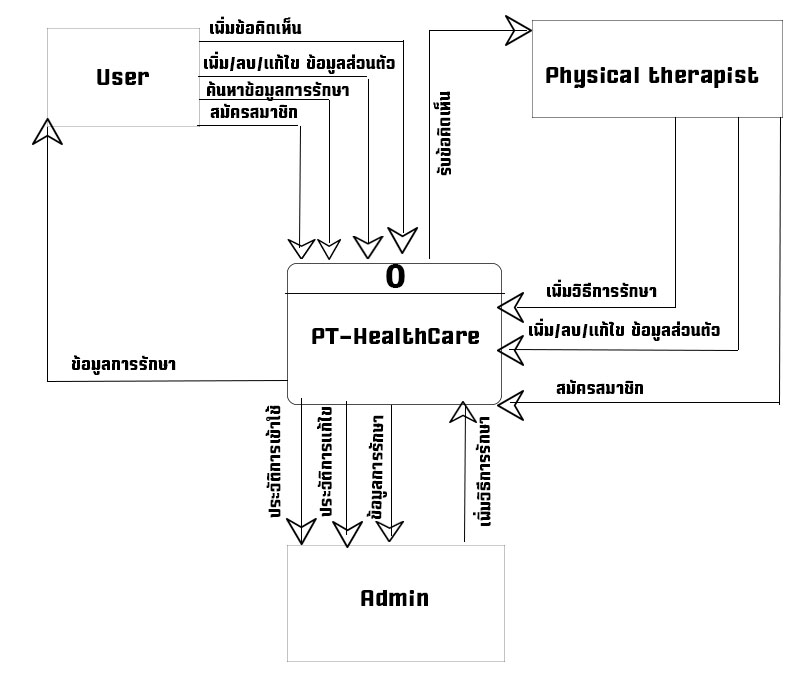 เพิ่มข้อคิดเห็น
User
เพิ่ม/ลบ/แก้ไข ข้อมูลส่วนตัว
ค้นหาข้อมูลการรักษา
สมัครสมาชิก
Physical therapist
รับข้อคิดเห็น
0
PT-HealthCare
เพิ่มวิธีการรักษา
เพิ่ม/ลบ/แก้ไข ข้อมูลส่วนตัว
สมัครสมาชิก
ข้อมูลการรักษา
ประวัติการเข้าใช้
ประวัติการแก้ไข
ข้อมูลการรักษา
เพิ่มวิธีการรักษา
Admin